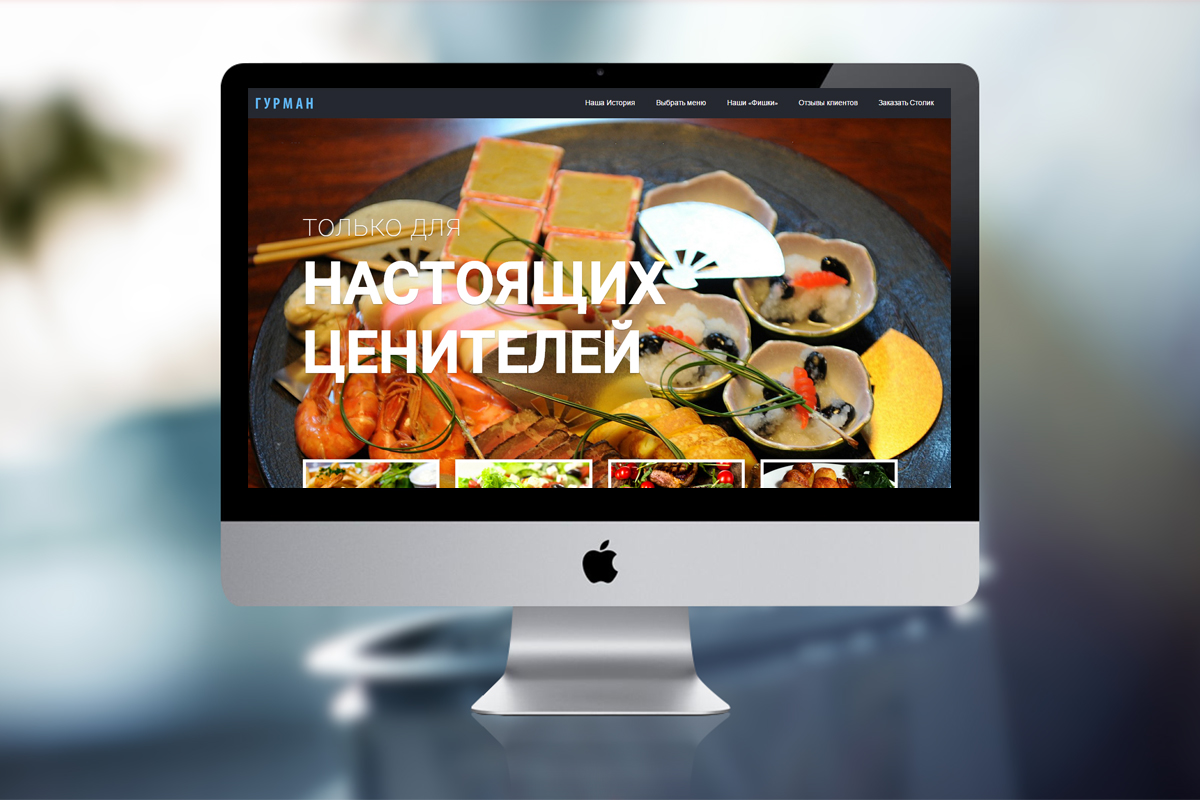 ГУРМАН
Наша История Выбрать меню Наши «Фишки» Отзывы клиентов Заказать Столик
ТОЛЬКО ДЛЯ
НАСТОЯЩИХ
ЦЕНИТЕЛЕЙ